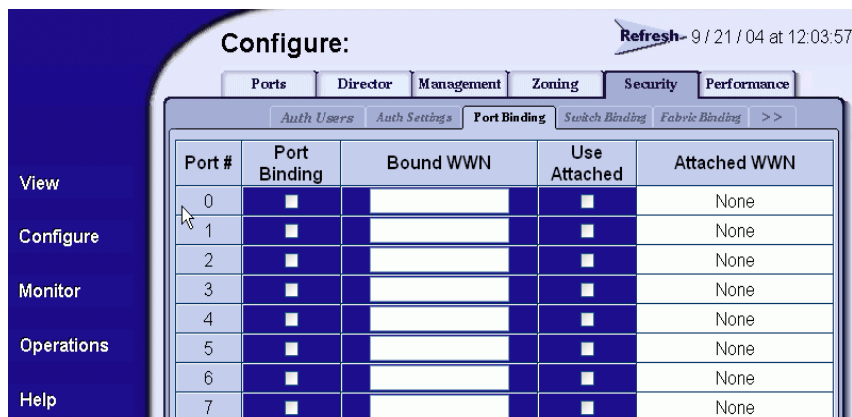 Configure:
Refresh - 9 / 21 / 04 at 12:03:57
Ports Director Management Zoning Security Performance
Auth Users Auth Settings Port Binding Switch Binding Fabric Binding >>
Port # Port Binding Bound WWN Use Attached Attached WWN
0 None
1 None
2 None
3 None
4 None
5 None
6 None
7 None
View
Configure
Monitor
Operations
Help